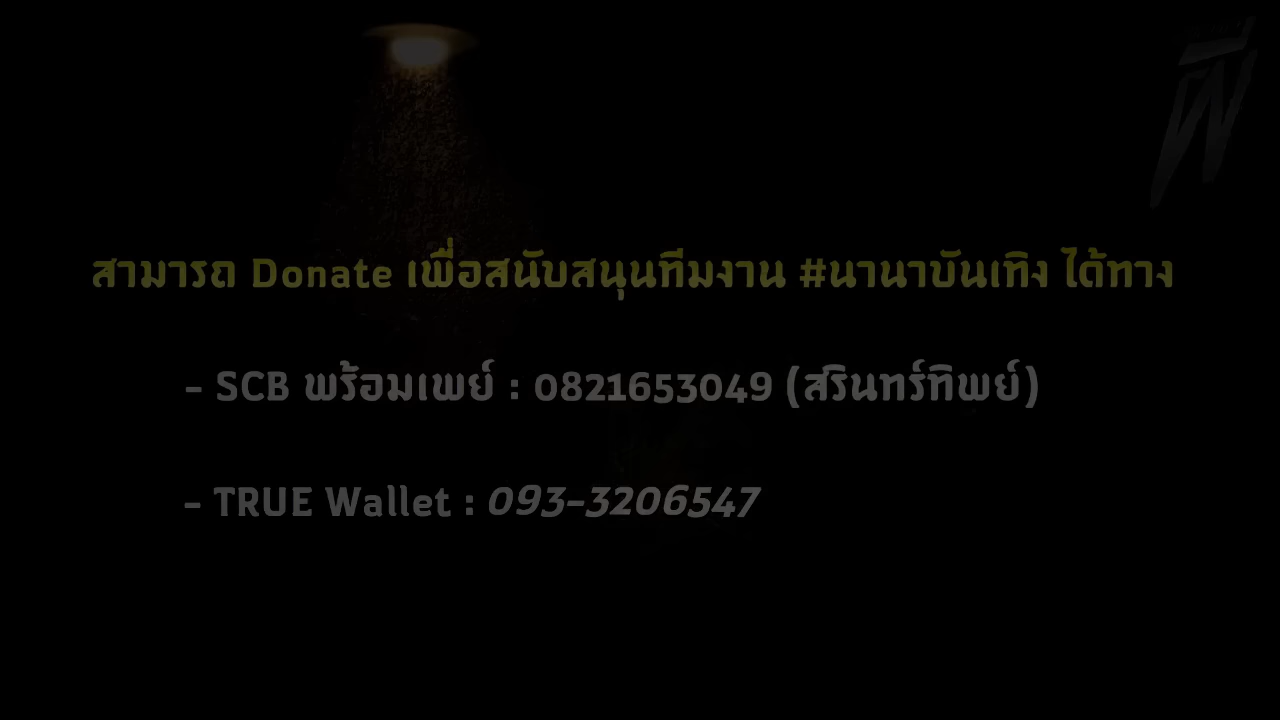 สามารถ Donate เพื่อสนับสนุนทีมงาน #นานาบันเทิง ได้ทาง
- SCB พร้อมเพย์ : 0821653049 (สรินทร์ทิพย์)
- TRUE Wallet : 093-3206547